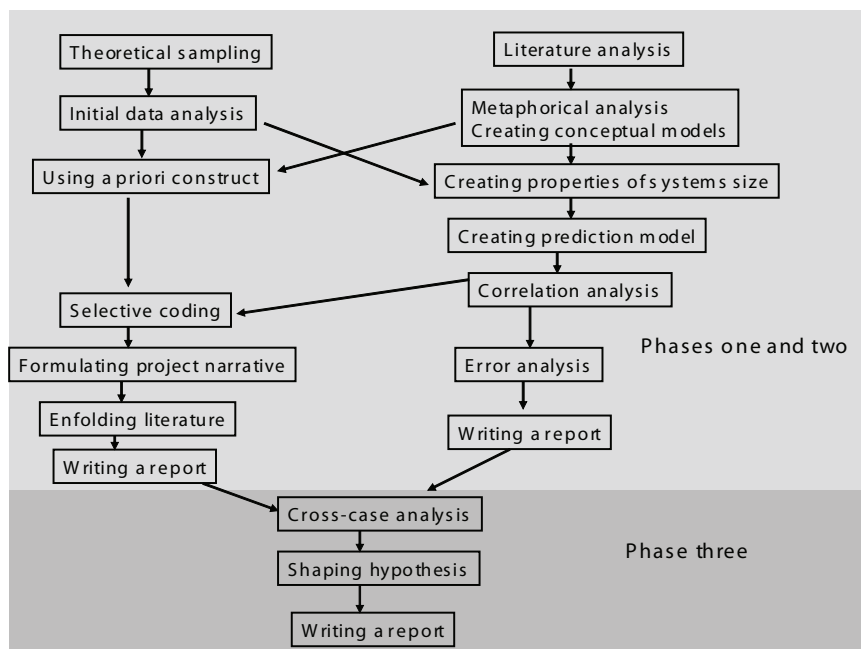 Theoretical sampling
Literature analysis
Initial data analysis
Metaphorical analysis
Creating conceptual models
Using a priori construct
Creating properties of systems size
Creating prediction model
Correlation analysis
Selective coding
Phases one and two
Formulating project narrative
Error analysis
Enfolding literature
Writing a report
Writing a report
Cross-case analysis
Phase three
Shaping hypothesis
Writing a report